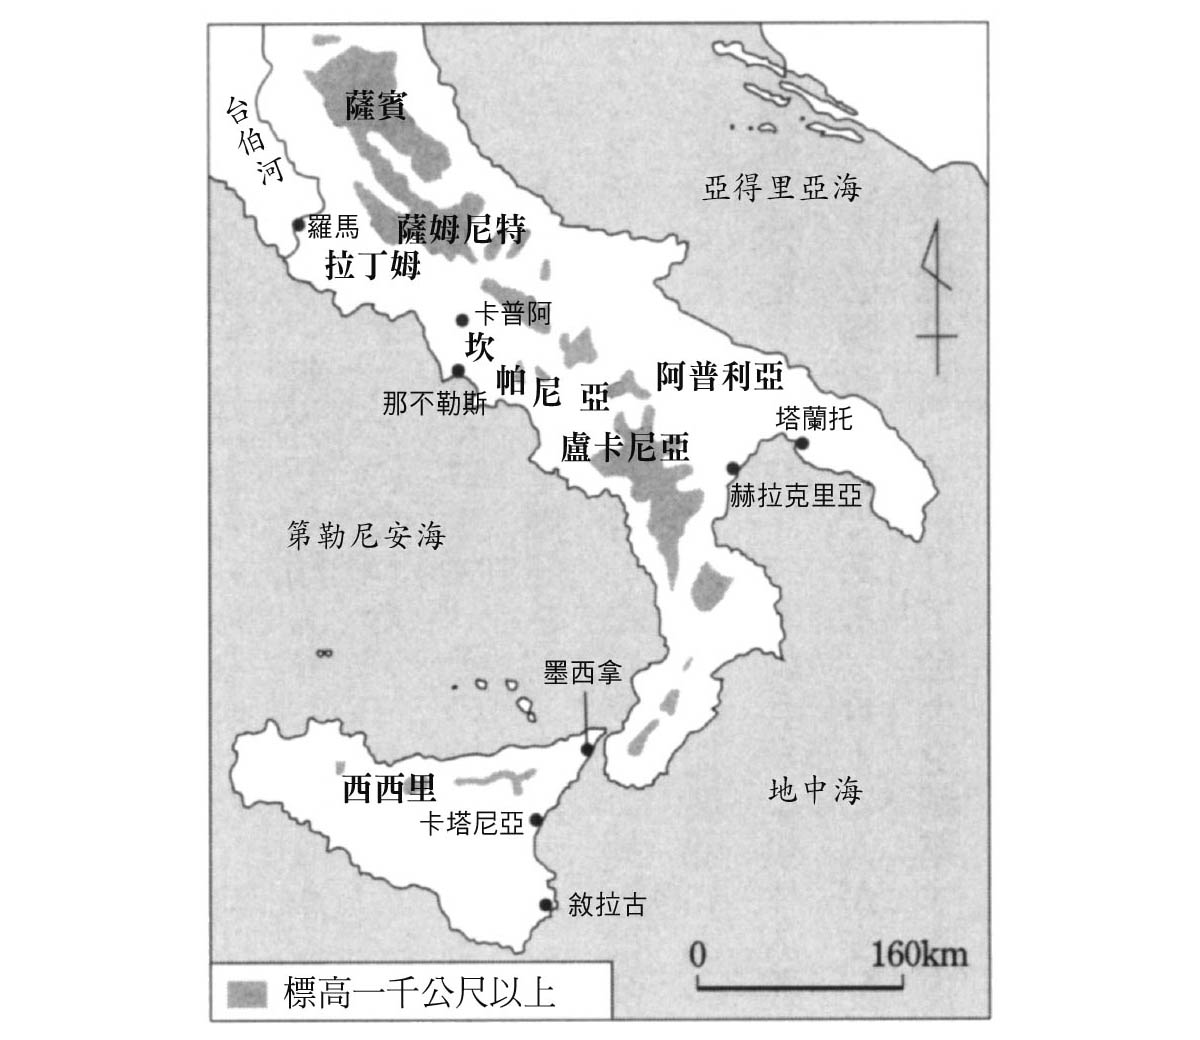 薩賓
台伯河
亞得里亞海
羅馬
薩姆尼特
拉丁姆
卡普阿
坎帕尼亞
阿普利亞
那不勒斯
塔蘭托
盧卡尼亞
赫拉克里亞
第勒尼安海
墨西拿
西西里
地中海
卡塔尼亞
敘拉古
0 160km
標高一千公尺以上